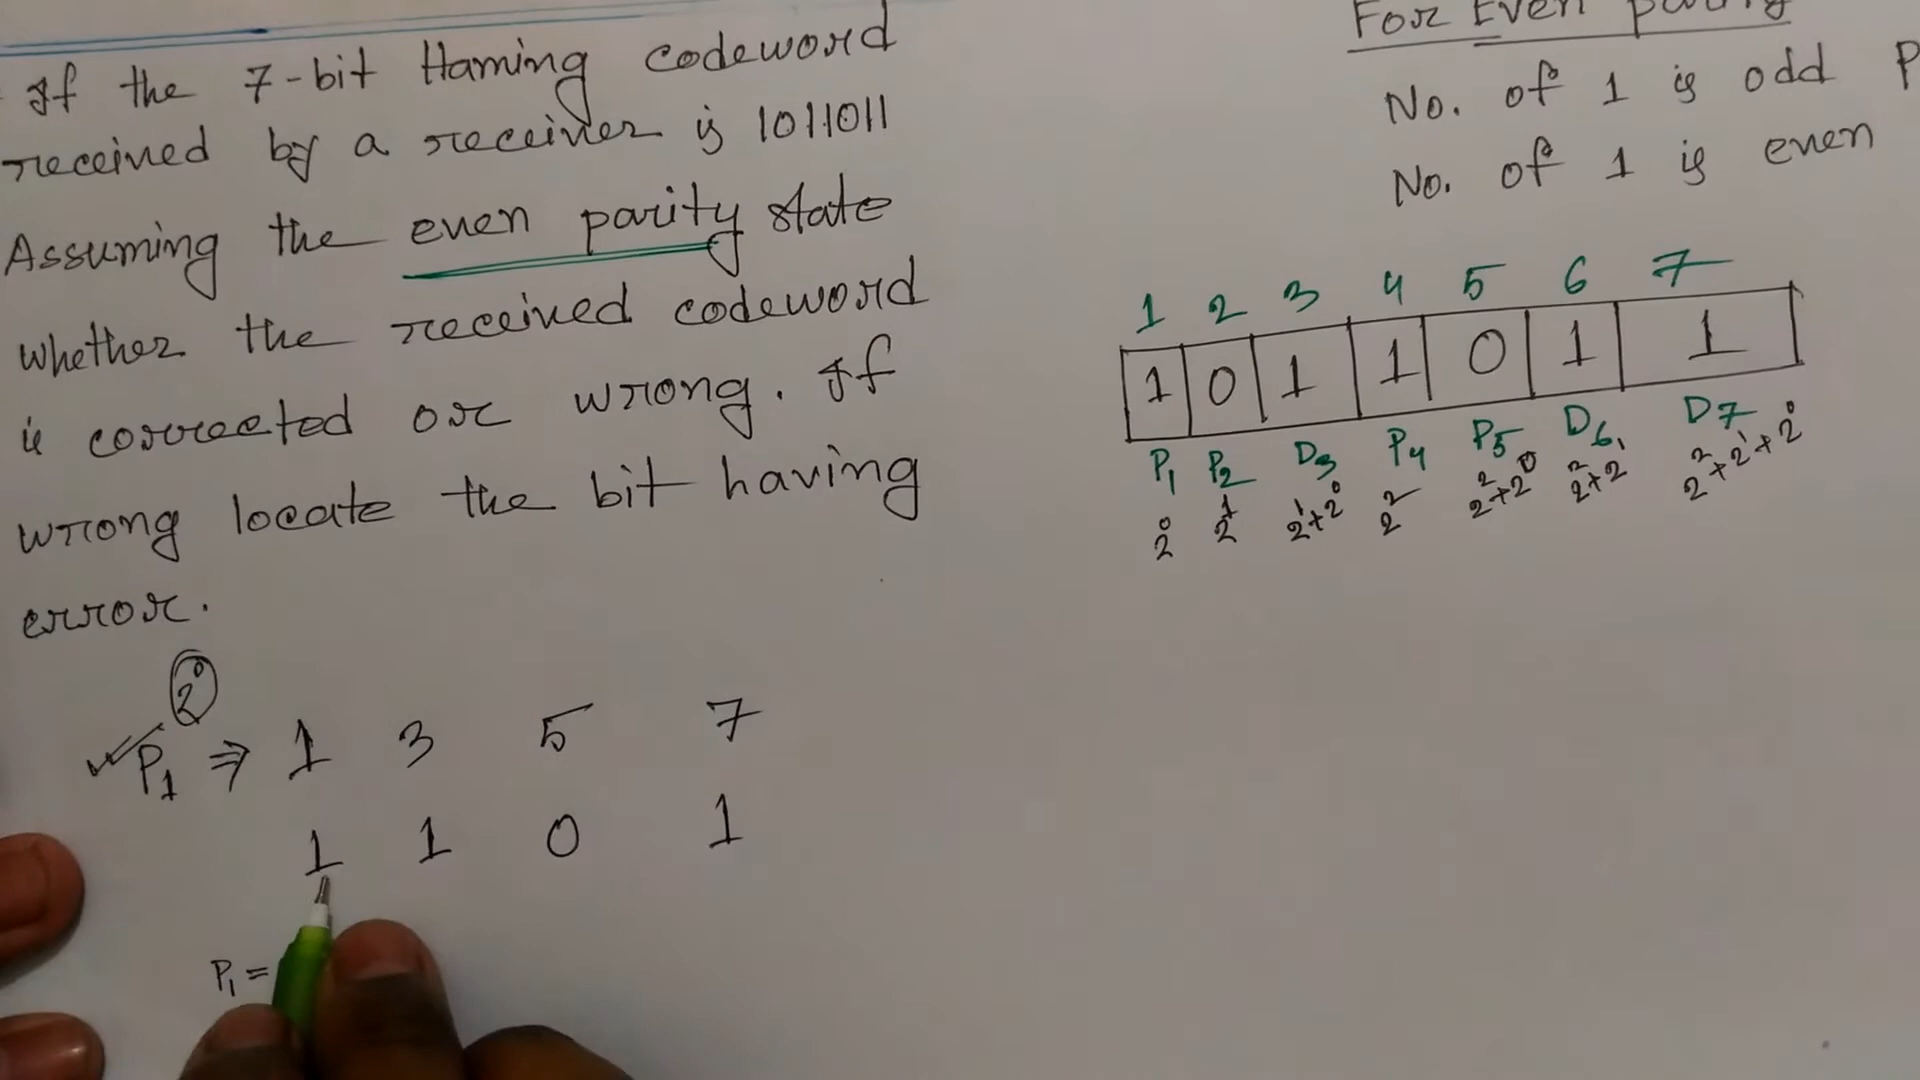 If the 7-bit Haming codeword
received by a receiver is 1011011
Assuming the even parity state
whether the received codeword
is corrected or wrong. If
wrong locate the bit having
error.
2⁰
P₁ ⇒ 1 3 5 7
1 1 0 1
P₁ =
For Even parity
No. of 1 is odd P
No. of 1 is even
1 2 3 4 5 6 7
1 0 1 1 0 1 1
P₁ P₂ D₃ P₄ P₅ D₆ D₇
2⁰ 2¹ 2¹+2⁰ 2² 2²+2⁰ 2²+2¹ 2²+2¹+2⁰